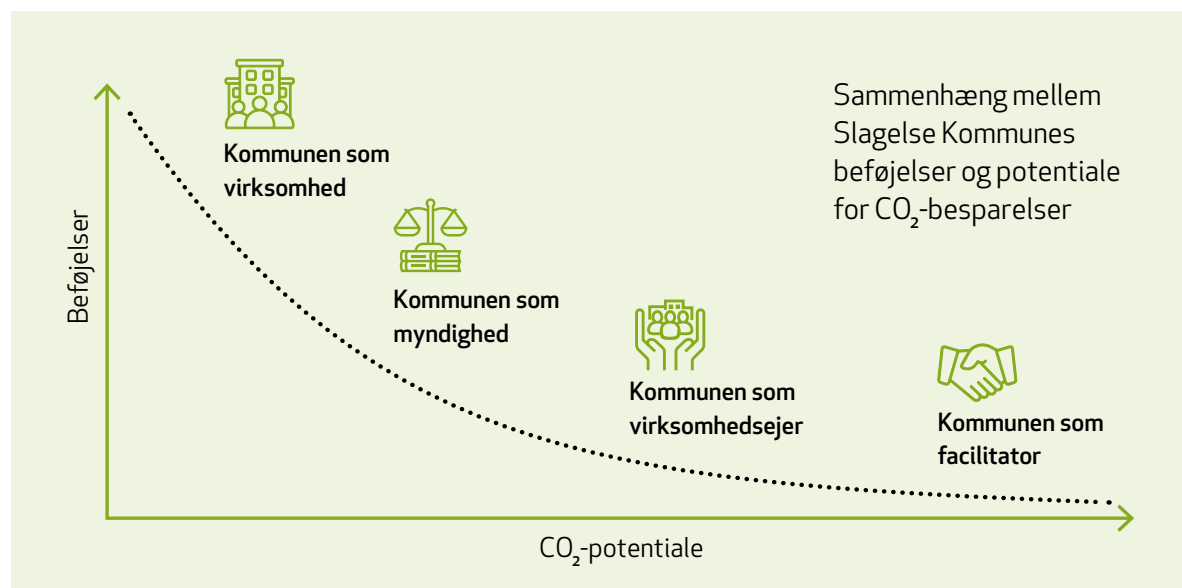 Sammenhæng mellem
Slagelse Kommunes
beføjelser og potentiale
for CO₂-besparelser
Beføjelser
Kommunen som
virksomhed
Kommunen som
myndighed
Kommunen som
virksomhedsejer
Kommunen som
facilitator
CO₂-potentiale